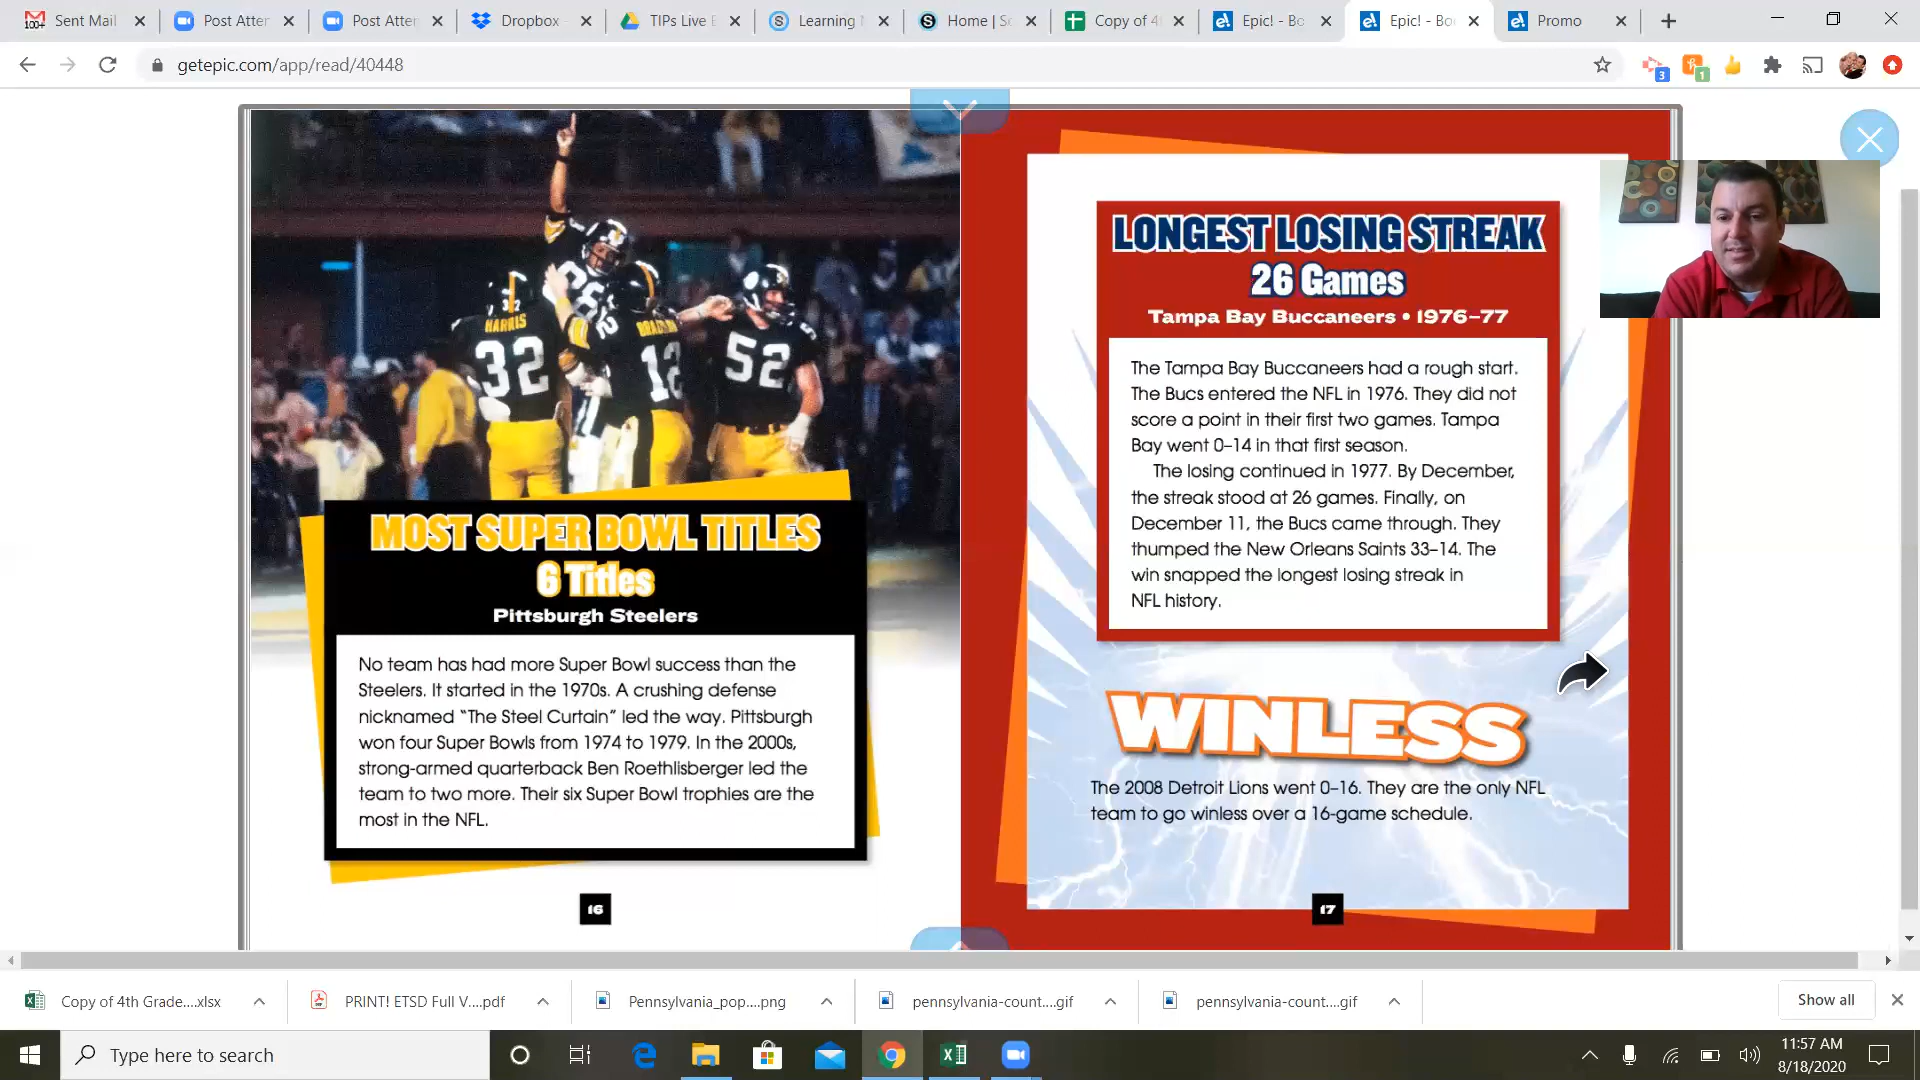 Sent Mail
Post Atter
Post Atter
Dropbox
TIPs Live
Learning
Home | S
Copy of 4
Epic! - Bo
Epic! - Bo
Promo
getepic.com/app/read/40448
3
1
HARRIS
32
12
52
MOST SUPER BOWL TITLES
6 Titles
Pittsburgh Steelers
No team has had more Super Bowl success than the
Steelers. It started in the 1970s. A crushing defense
nicknamed “The Steel Curtain” led the way. Pittsburgh
won four Super Bowls from 1974 to 1979. In the 2000s,
strong-armed quarterback Ben Roethlisberger led the
team to two more. Their six Super Bowl trophies are the
most in the NFL.
16
LONGEST LOSING STREAK
26 Games
Tampa Bay Buccaneers • 1976–77
The Tampa Bay Buccaneers had a rough start.
The Bucs entered the NFL in 1976. They did not
score a point in their first two games. Tampa
Bay went 0–14 in that first season.
The losing continued in 1977. By December,
the streak stood at 26 games. Finally, on
December 11, the Bucs came through. They
thumped the New Orleans Saints 33–14. The
win snapped the longest losing streak in
NFL history.
WINLESS
The 2008 Detroit Lions went 0–16. They are the only NFL
team to go winless over a 16-game schedule.
17
Copy of 4th Grade....xlsx
PRINT! ETSD Full V....pdf
Pennsylvania_pop....png
pennsylvania-count....gif
pennsylvania-count....gif
Show all
Type here to search
11:57 AM
8/18/2020